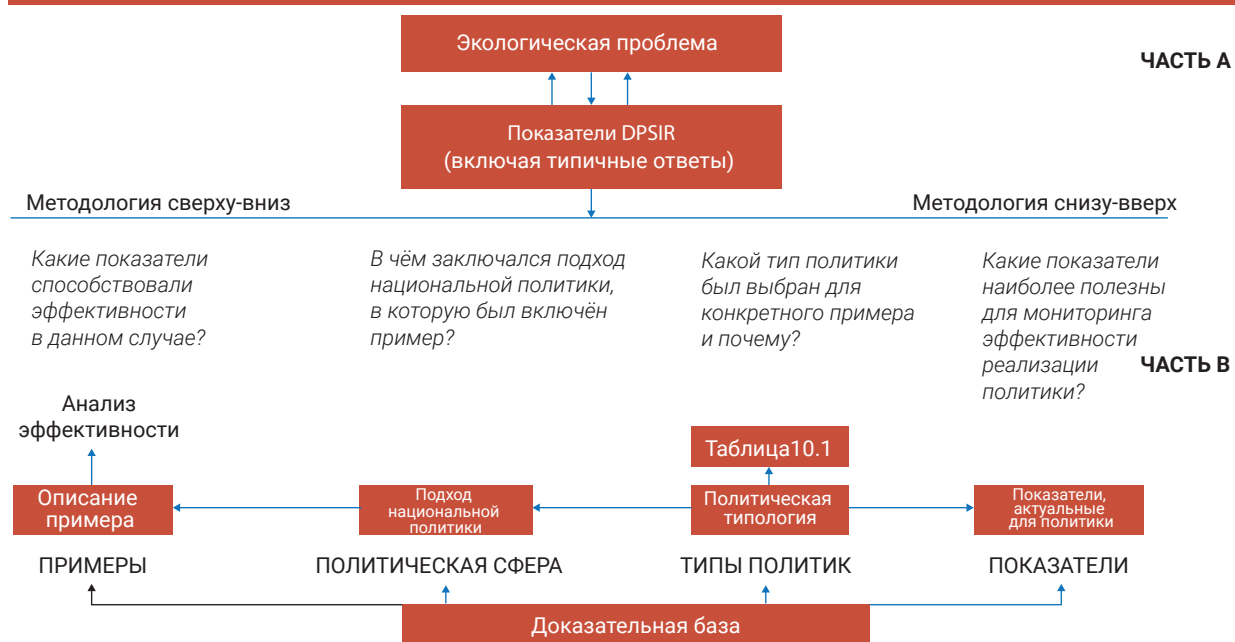 Экологическая проблема
ЧАСТЬ А
Показатели DPSIR
(включая типичные ответы)
Методология сверху-вниз
Методология снизу-вверх
Какие показатели
способствовали
эффективности
в данном случае?
В чём заключался подход
национальной политики,
в которую был включён
пример?
Какой тип политики
был выбран для
конкретного примера
и почему?
Какие показатели
наиболее полезны
для мониторинга
эффективности
реализации
политики?
ЧАСТЬ В
Анализ
эффективности
Таблица10.1
Описание
примера
Подход
национальной
политики
Политическая
типология
Показатели,
актуальные
для политики
ПРИМЕРЫ
ПОЛИТИЧЕСКАЯ СФЕРА
ТИПЫ ПОЛИТИК
ПОКАЗАТЕЛИ
Доказательная база